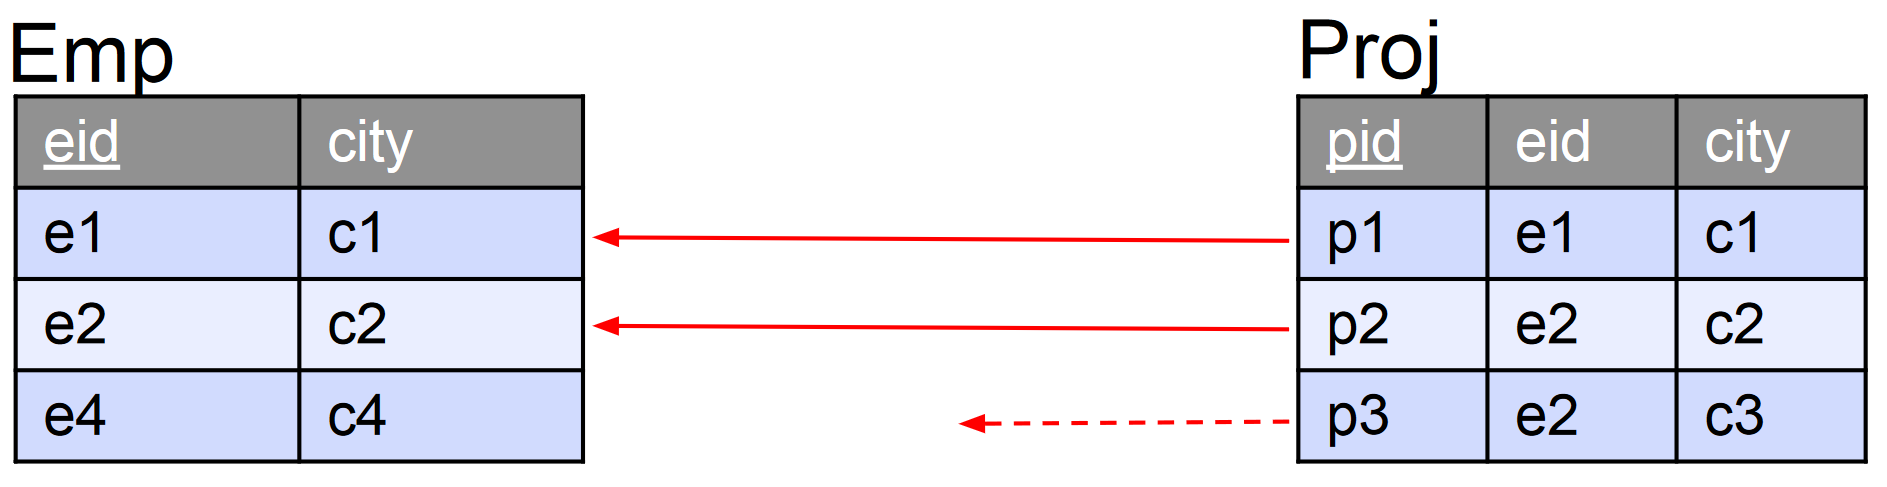 Emp Proj
eid city pid eid city
e1 c1 p1 e1 c1
e2 c2 p2 e2 c2
e4 c4 p3 e2 c3